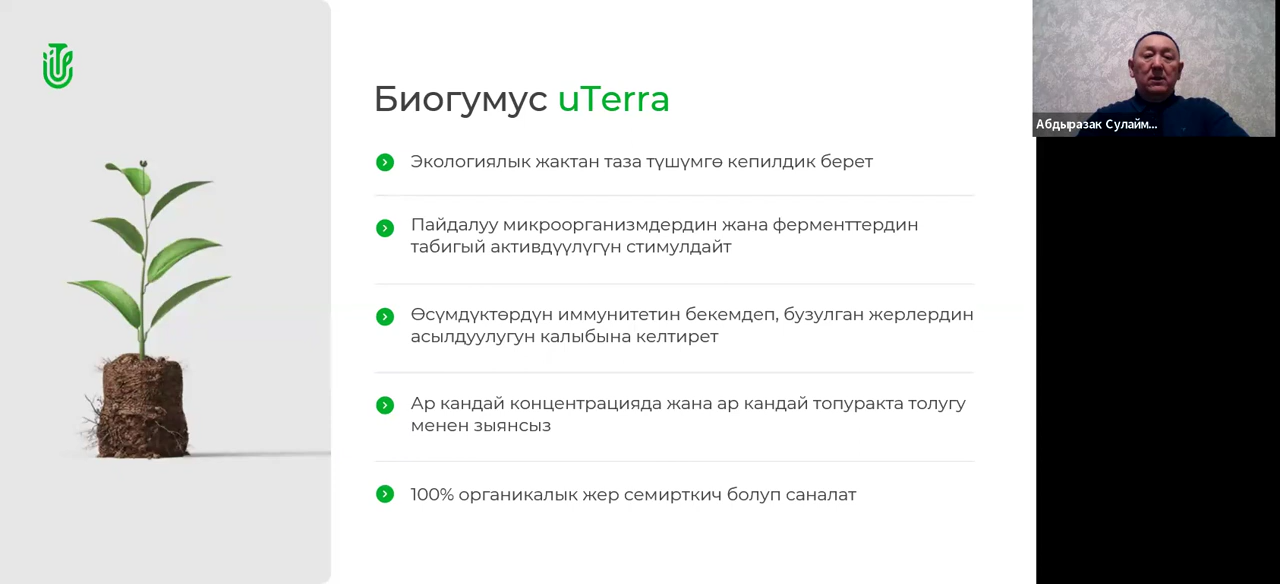 Биогумус uTerra
Экологиялык жактан таза түшүмгө кепилдик берет
Пайдалуу микроорганизмдердин жана ферменттердин
табигый активдүүлүгүн стимулдайт
Өсүмдүктөрдүн иммунитетин бекемдеп, бузулган жерлердин
асылдуулугун калыбына келтирет
Ар кандай концентрацияда жана ар кандай топуракта толугу
менен зыянсыз
100% органикалык жер семирткич болуп саналат
Абдыразак Сулайм...